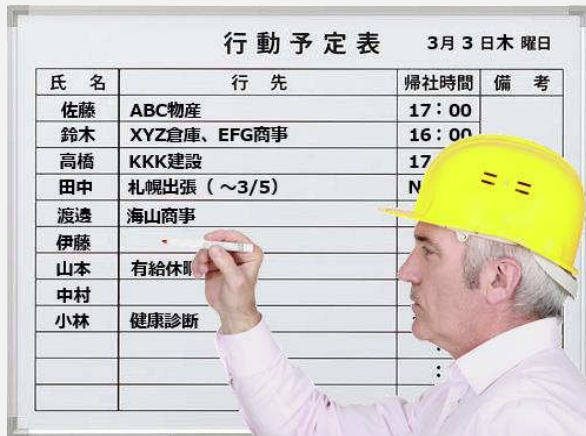 行動予定表 3月 3 日 木 曜日
氏 名 行 先 帰社時間 備 考
佐藤 ABC物産 17：00
鈴木 XYZ倉庫、EFG商事 16：00
高橋 KKK建設 17
田中 札幌出張（～3/5） N
渡邉 海山商事
伊藤
山本 有給休暇
中村
小林 健康診断
：
：